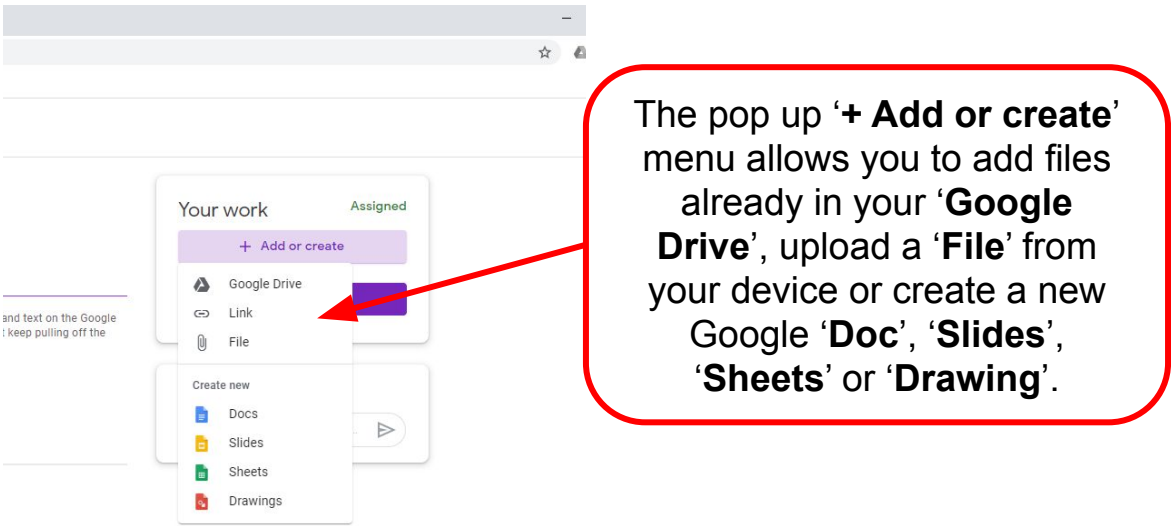 Your work
Assigned
+ Add or create
Google Drive
Link
File
Create new
Docs
Slides
Sheets
Drawings
and text on the Google
t keep pulling off the
The pop up ‘+ Add or create’
menu allows you to add files
already in your ‘Google
Drive’, upload a ‘File’ from
your device or create a new
Google ‘Doc’, ‘Slides’,
‘Sheets’ or ‘Drawing’.